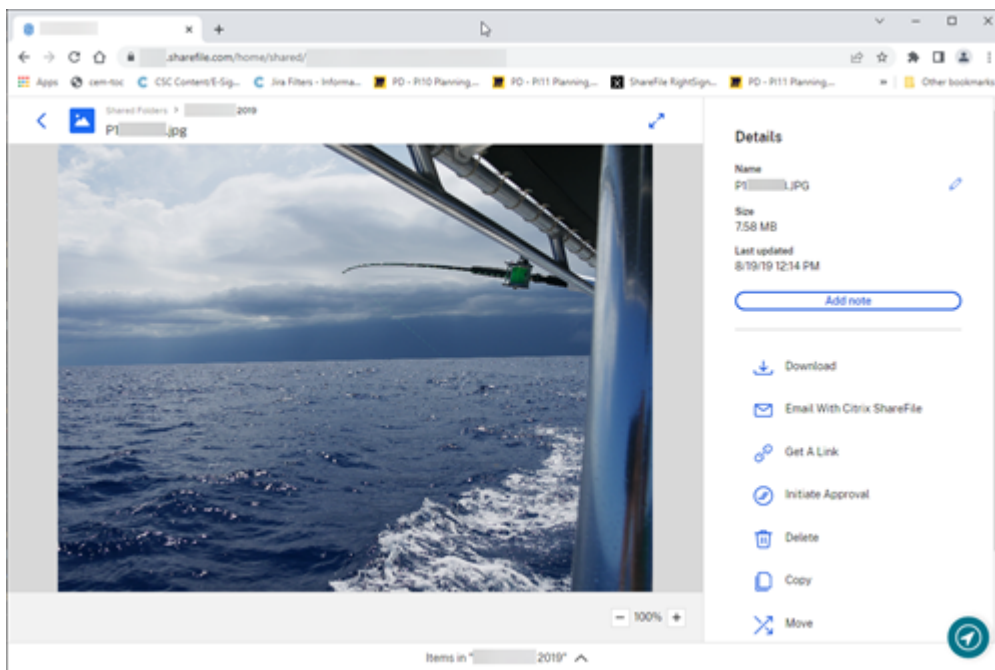 .sharefile.com/home/shared/
Apps cem-toc CSC Content/E-Sig... Jira Filters - Informa... PD - PI10 Planning,... PD - PI11 Planning,... ShareFile RightSign... PD - PI11 Planning,... » Other bookmarks
Shared Folders > 2019
P1 .jpg
Details
Name
P1 .JPG
Size
7.58 MB
Last updated
8/19/19 12:14 PM
Add note
Download
Email With Citrix ShareFile
Get A Link
Initiate Approval
Delete
Copy
100%
Move
Items in " 2019"